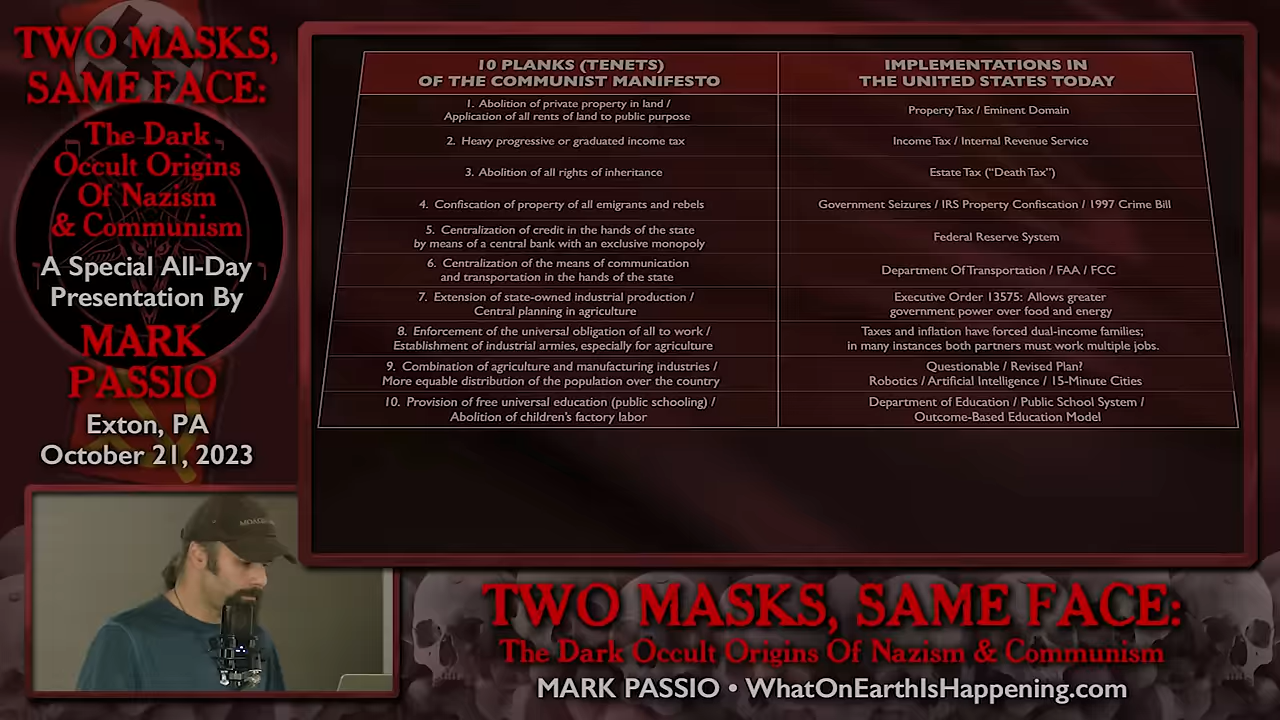 TWO MASKS,
SAME FACE:
The Dark
Occult Origins
Of Nazism
& Communism
A Special All-Day
Presentation By
MARK
PASSIO
Exton, PA
October 21, 2023
10 PLANKS (TENETS)
OF THE COMMUNIST MANIFESTO
IMPLEMENTATIONS IN
THE UNITED STATES TODAY
1. Abolition of private property in land /
Application of all rents of land to public purpose
Property Tax / Eminent Domain
2. Heavy progressive or graduated income tax
Income Tax / Internal Revenue Service
3. Abolition of all rights of inheritance
Estate Tax (“Death Tax”)
4. Confiscation of property of all emigrants and rebels
Government Seizures / IRS Property Confiscation / 1997 Crime Bill
5. Centralization of credit in the hands of the state
by means of a central bank with an exclusive monopoly
Federal Reserve System
6. Centralization of the means of communication
and transportation in the hands of the state
Department Of Transportation / FAA / FCC
7. Extension of state-owned industrial production /
Central planning in agriculture
Executive Order 13575: Allows greater
government power over food and energy
8. Enforcement of the universal obligation of all to work /
Establishment of industrial armies, especially for agriculture
Taxes and inflation have forced dual-income families;
in many instances both partners must work multiple jobs.
9. Combination of agriculture and manufacturing industries /
More equable distribution of the population over the country
Questionable / Revised Plan?
Robotics / Artificial Intelligence / 15-Minute Cities
10. Provision of free universal education (public schooling) /
Abolition of children's factory labor
Department of Education / Public School System /
Outcome-Based Education Model
TWO MASKS, SAME FACE:
The Dark Occult Origins Of Nazism & Communism
MARK PASSIO • WhatOnEarthIsHappening.com